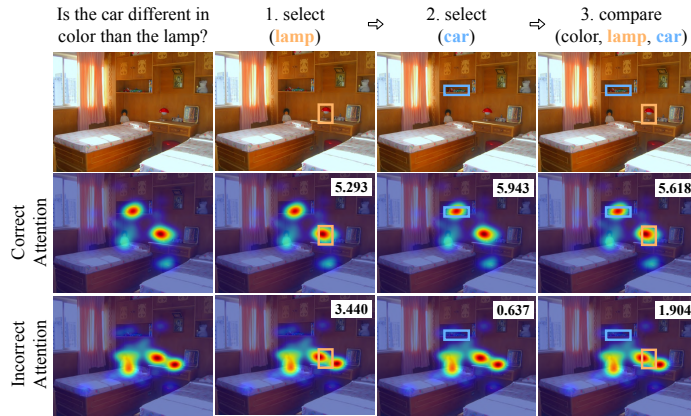 Is the car different in
color than the lamp?
1. select
(lamp)
⇨
2. select
(car)
⇨
3. compare
(color, lamp, car)
Correct
Attention
5.293
5.943
5.618
Incorrect
Attention
3.440
0.637
1.904